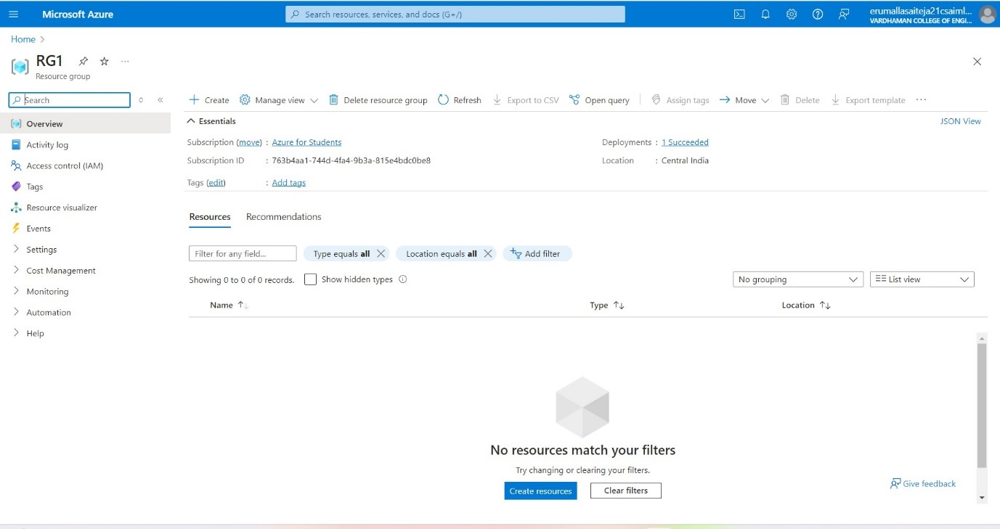 Microsoft Azure
Search resources, services, and docs (G+/)
erumallasaiteja21csaiml...
VARDHAMAN COLLEGE OF ENGI...
Home
RG1
Resource group
Search
Create
Manage view
Delete resource group
Refresh
Export to CSV
Open query
Assign tags
Move
Delete
Export template
Overview
Activity log
Access control (IAM)
Tags
Resource visualizer
Events
Settings
Cost Management
Monitoring
Automation
Help
Essentials
JSON View
Subscription (move) : Azure for Students
Deployments : 1 Succeeded
Subscription ID : 763b4aa1-744d-4fa4-9b3a-815e4bdc0be8
Location : Central India
Tags (edit) : Add tags
Resources
Recommendations
Filter for any field...
Type equals all
Location equals all
Add filter
Showing 0 to 0 of 0 records.
Show hidden types
No grouping
List view
Name
Type
Location
No resources match your filters
Try changing or clearing your filters.
Create resources
Clear filters
Give feedback